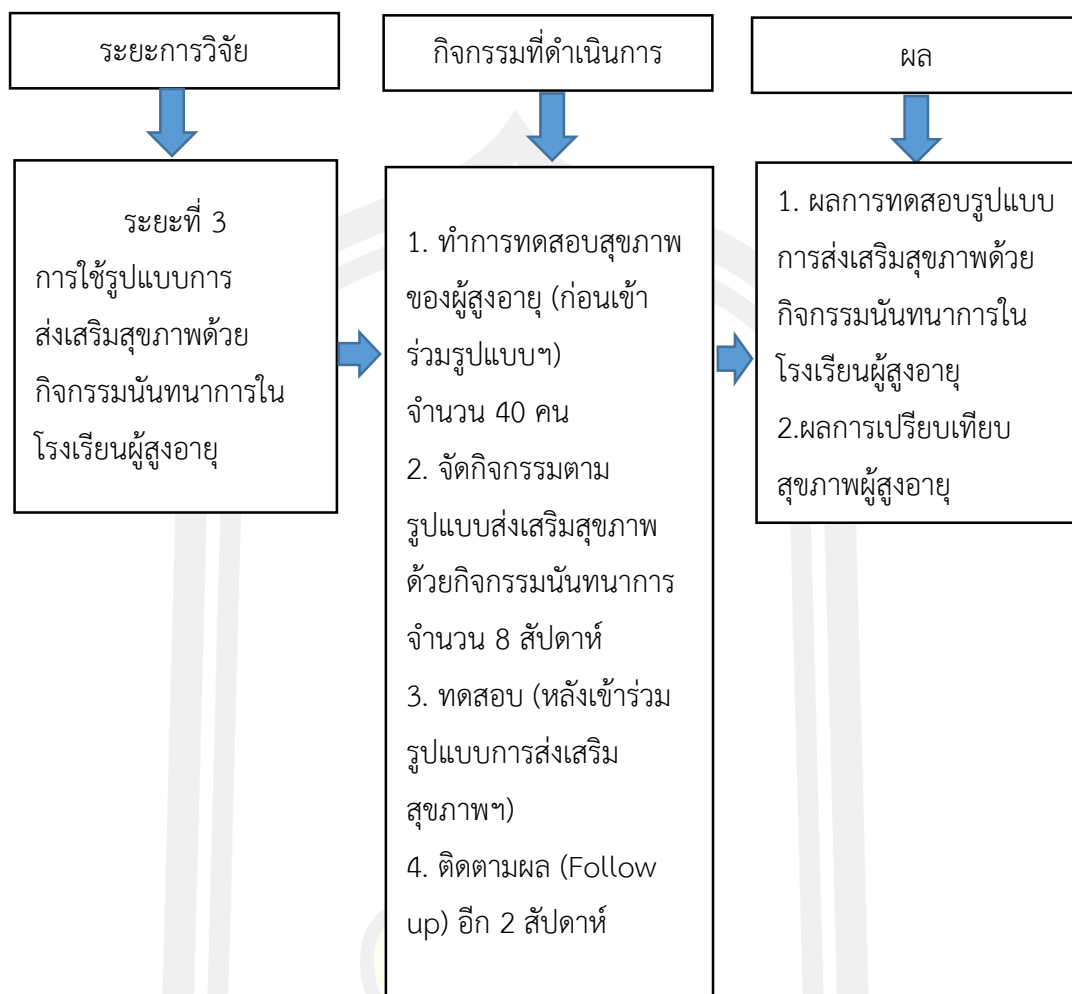 ระยะการวิจัย
กิจกรรมที่ดำเนินการ
ผล
ระยะที่ 3
การใช้รูปแบบการ
ส่งเสริมสุขภาพด้วย
กิจกรรมนันทนาการใน
โรงเรียนผู้สูงอายุ
1. ทำการทดสอบสุขภาพ
ของผู้สูงอายุ (ก่อนเข้า
ร่วมรูปแบบฯ)
จำนวน 40 คน
2. จัดกิจกรรมตาม
รูปแบบส่งเสริมสุขภาพ
ด้วยกิจกรรมนันทนาการ
จำนวน 8 สัปดาห์
3. ทดสอบ (หลังเข้าร่วม
รูปแบบการส่งเสริม
สุขภาพฯ)
4. ติดตามผล (Follow
up) อีก 2 สัปดาห์
1. ผลการทดสอบรูปแบบ
การส่งเสริมสุขภาพด้วย
กิจกรรมนันทนาการใน
โรงเรียนผู้สูงอายุ
2.ผลการเปรียบเทียบ
สุขภาพผู้สูงอายุ